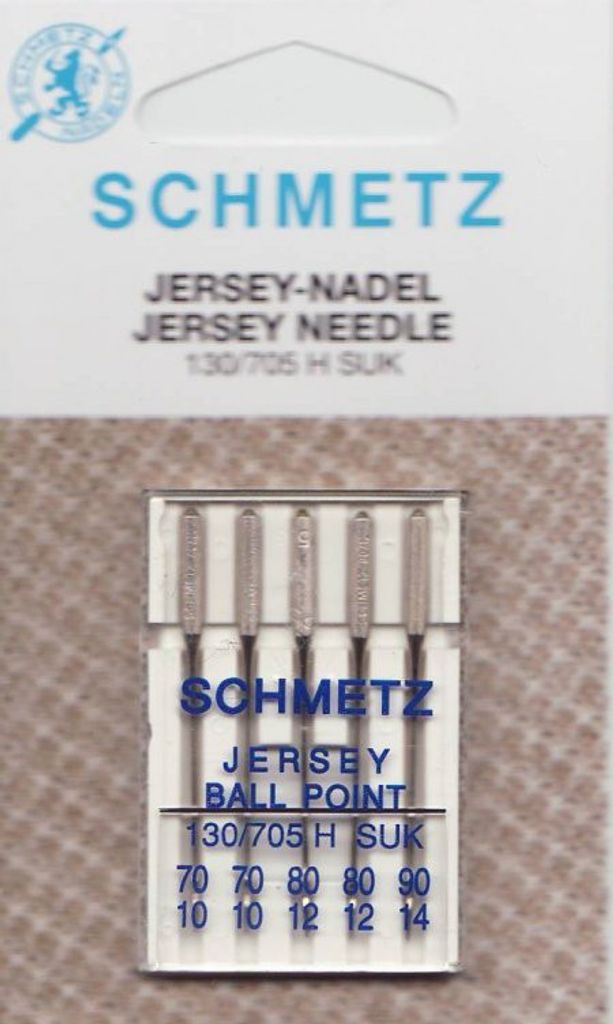 SCHMETZ
SCHMETZ
JERSEY-NADEL
JERSEY NEEDLE
130/705 H SUK
SCHMETZ
JERSEY
BALL POINT
130/705 H SUK
70 70 80 80 90
10 10 12 12 14